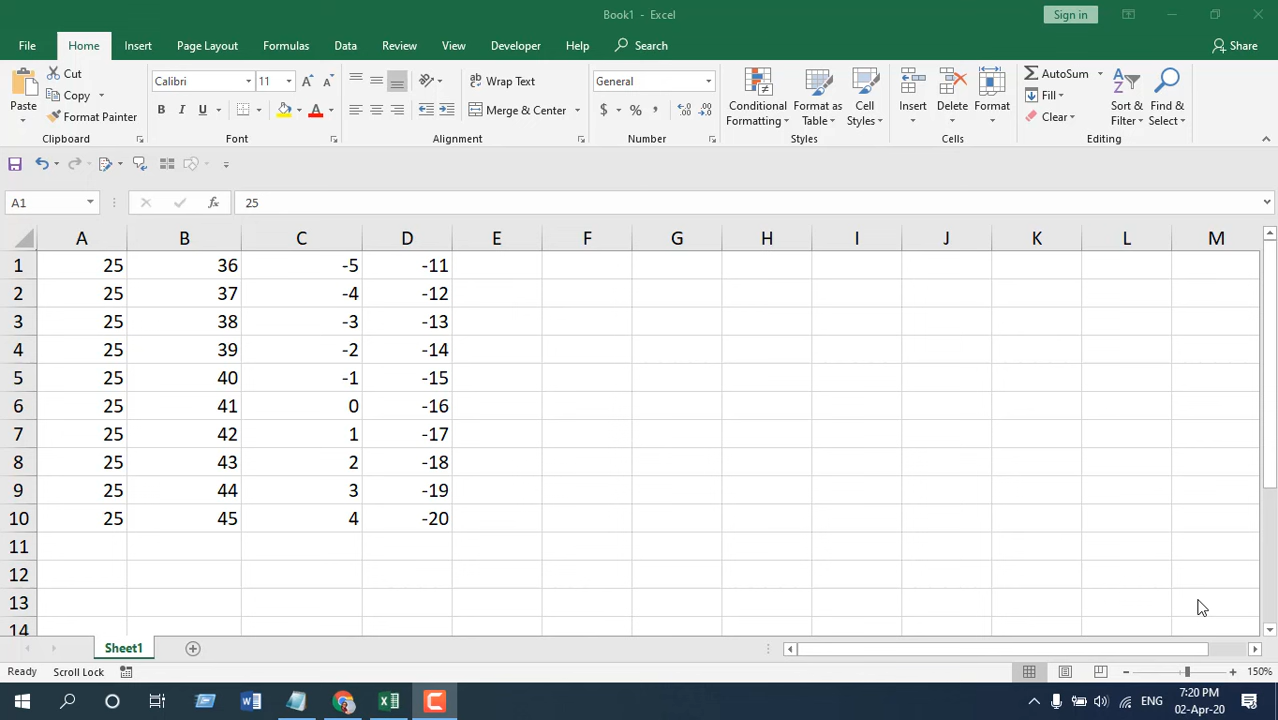 Book1 - Excel
Sign in
File Home Insert Page Layout Formulas Data Review View Developer Help Search Share
Paste
Cut
Copy
Format Painter
Clipboard
Calibri 11
B I U
Font
Wrap Text
Merge & Center
Alignment
General
$ % ,
Number
Conditional Formatting
Format as Table
Cell Styles
Styles
Insert
Delete
Format
Cells
AutoSum
Fill
Clear
Sort & Filter
Find & Select
Editing
A1 fx 25
A B C D E F G H I J K L M
1 25 36 -5 -11
2 25 37 -4 -12
3 25 38 -3 -13
4 25 39 -2 -14
5 25 40 -1 -15
6 25 41 0 -16
7 25 42 1 -17
8 25 43 2 -18
9 25 44 3 -19
10 25 45 4 -20
11
12
13
14
Sheet1
Ready Scroll Lock 150%
ENG 7:20 PM
02-Apr-20